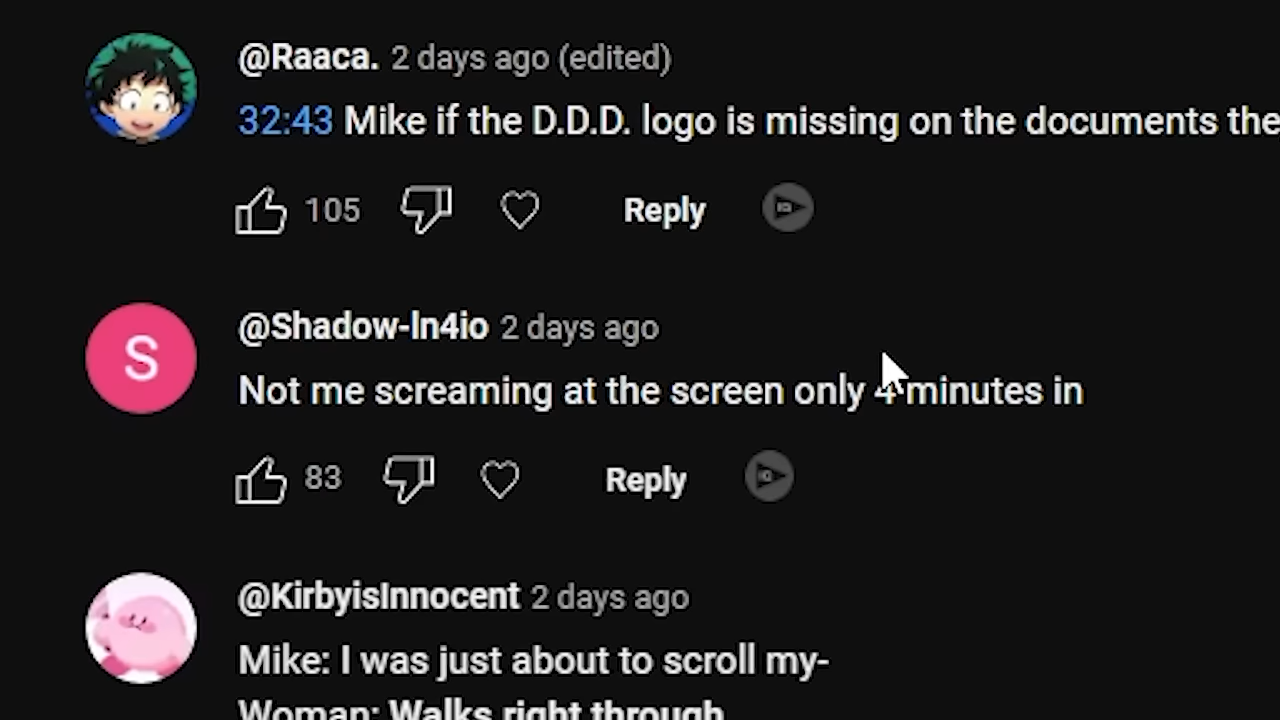 @Raaca. 2 days ago (edited)
32:43 Mike if the D.D.D. logo is missing on the documents the
105 Reply
S
@Shadow-ln4io 2 days ago
Not me screaming at the screen only 4 minutes in
83 Reply
@KirbyisInnocent 2 days ago
Mike: I was just about to scroll my-
Woman: Walks right through